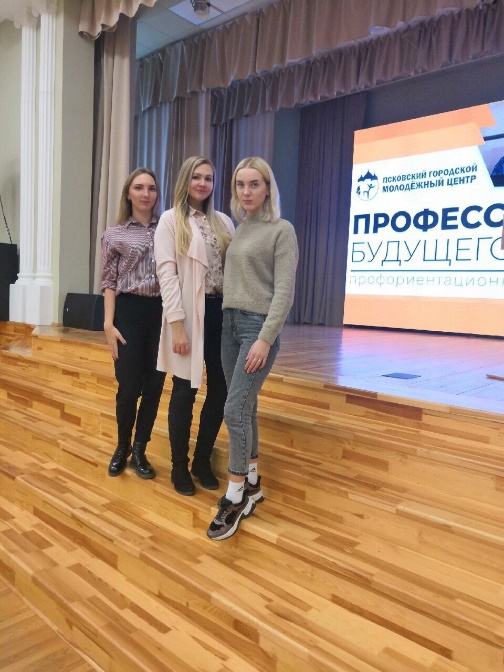 ПСКОВСКИЙ ГОРОДСКОЙ
МОЛОДЁЖНЫЙ ЦЕНТР
ПРОФЕСС
БУДУЩЕГО
профориентационн